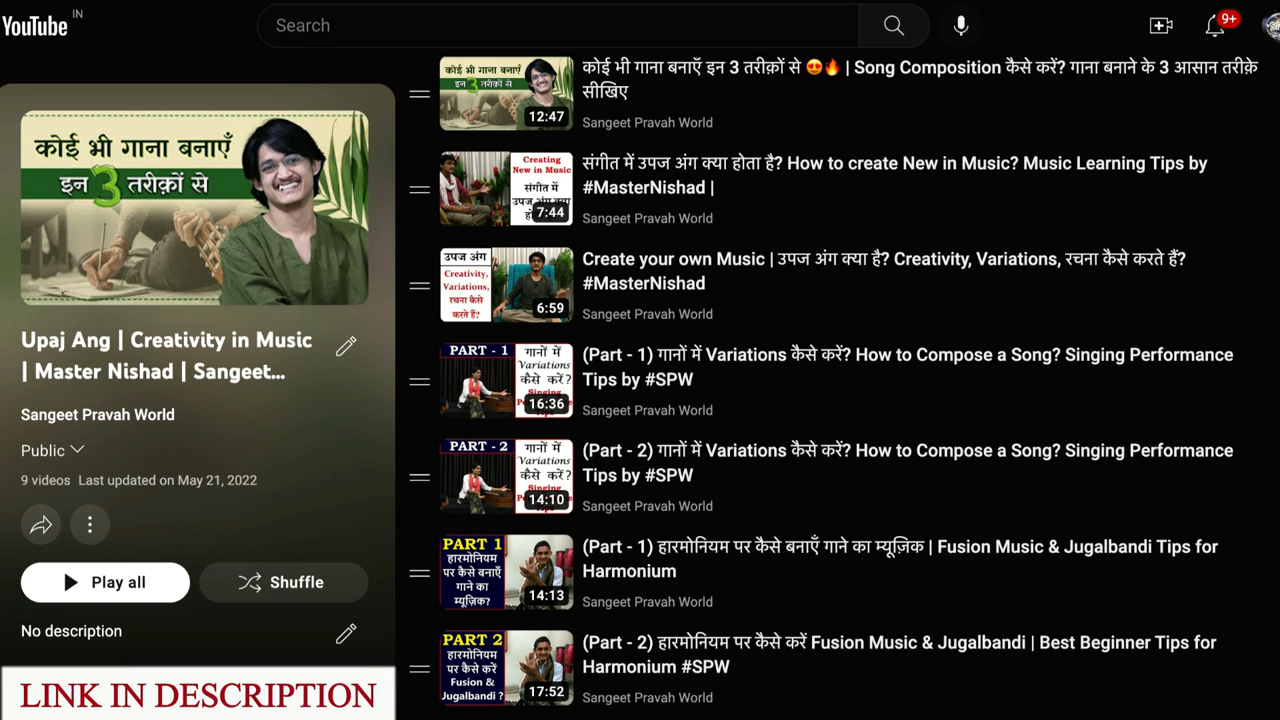 YouTube IN
Search
9+
कोई भी गाना बनाएँ
इन 3 तरीक़ों से
Upaj Ang | Creativity in Music
| Master Nishad | Sangeet...
Sangeet Pravah World
Public
9 videos Last updated on May 21, 2022
Play all
Shuffle
No description
LINK IN DESCRIPTION
कोई भी गाना बनाएँ
इन 3 तरीक़ों से
12:47
कोई भी गाना बनाऍं इन 3 तरीक़ों से 😍🔥 | Song Composition कैसे करें? गाना बनाने के 3 आसान तरीक़े
सीखिए
Sangeet Pravah World
Creating
New in Music
संगीत में
उपज अंग क्या
7:44
संगीत में उपज अंग क्या होता है? How to create New in Music? Music Learning Tips by
#MasterNishad |
Sangeet Pravah World
उपज अंग
Creativity,
Variations,
रचना कैसे
करते हैं?
6:59
Create your own Music | उपज अंग क्या है? Creativity, Variations, रचना कैसे करते हैं?
#MasterNishad
Sangeet Pravah World
PART - 1
गानों में
Variations
कैसे करें?
16:36
(Part - 1) गानों में Variations कैसे करें? How to Compose a Song? Singing Performance
Tips by #SPW
Sangeet Pravah World
PART - 2
गानों में
Variations
कैसे करें?
14:10
(Part - 2) गानों में Variations कैसे करें? How to Compose a Song? Singing Performance
Tips by #SPW
Sangeet Pravah World
PART 1
हारमोनियम
पर कैसे बनाएँ
गाने का
म्यूज़िक?
14:13
(Part - 1) हारमोनियम पर कैसे बनाएँ गाने का म्यूज़िक | Fusion Music & Jugalbandi Tips for
Harmonium
Sangeet Pravah World
PART 2
हारमोनियम
पर कैसे करें
Fusion &
Jugalbandi ?
17:52
(Part - 2) हारमोनियम पर कैसे करें Fusion Music & Jugalbandi | Best Beginner Tips for
Harmonium #SPW
Sangeet Pravah World